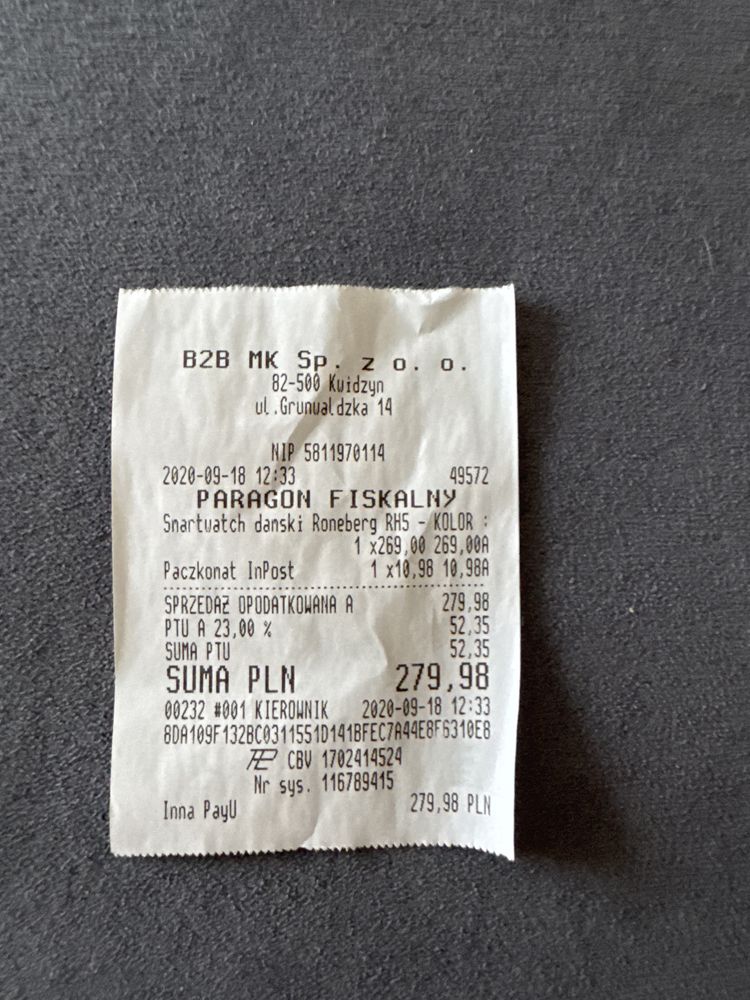 B2B MK Sp. z o. o.
82-500 Kwidzyn
ul.Grunwaldzka 14
NIP 5811970114
2020-09-18 12:33 49572
PARAGON FISKALNY
Smartwatch damski Roneberg RH5 - KOLOR :
1 x269,00 269,00A
Paczkomat InPost 1 x10,98 10,98A
SPRZEDAŻ OPODATKOWANA A 279,98
PTU A 23,00 % 52,35
SUMA PTU 52,35
SUMA PLN 279,98
00232 #001 KIEROWNIK 2020-09-18 12:33
8DA109F132BC0311551D141BFEC7A44E8F6310E8
CBV 1702414524
Nr sys. 116789415
Inna PayU 279,98 PLN